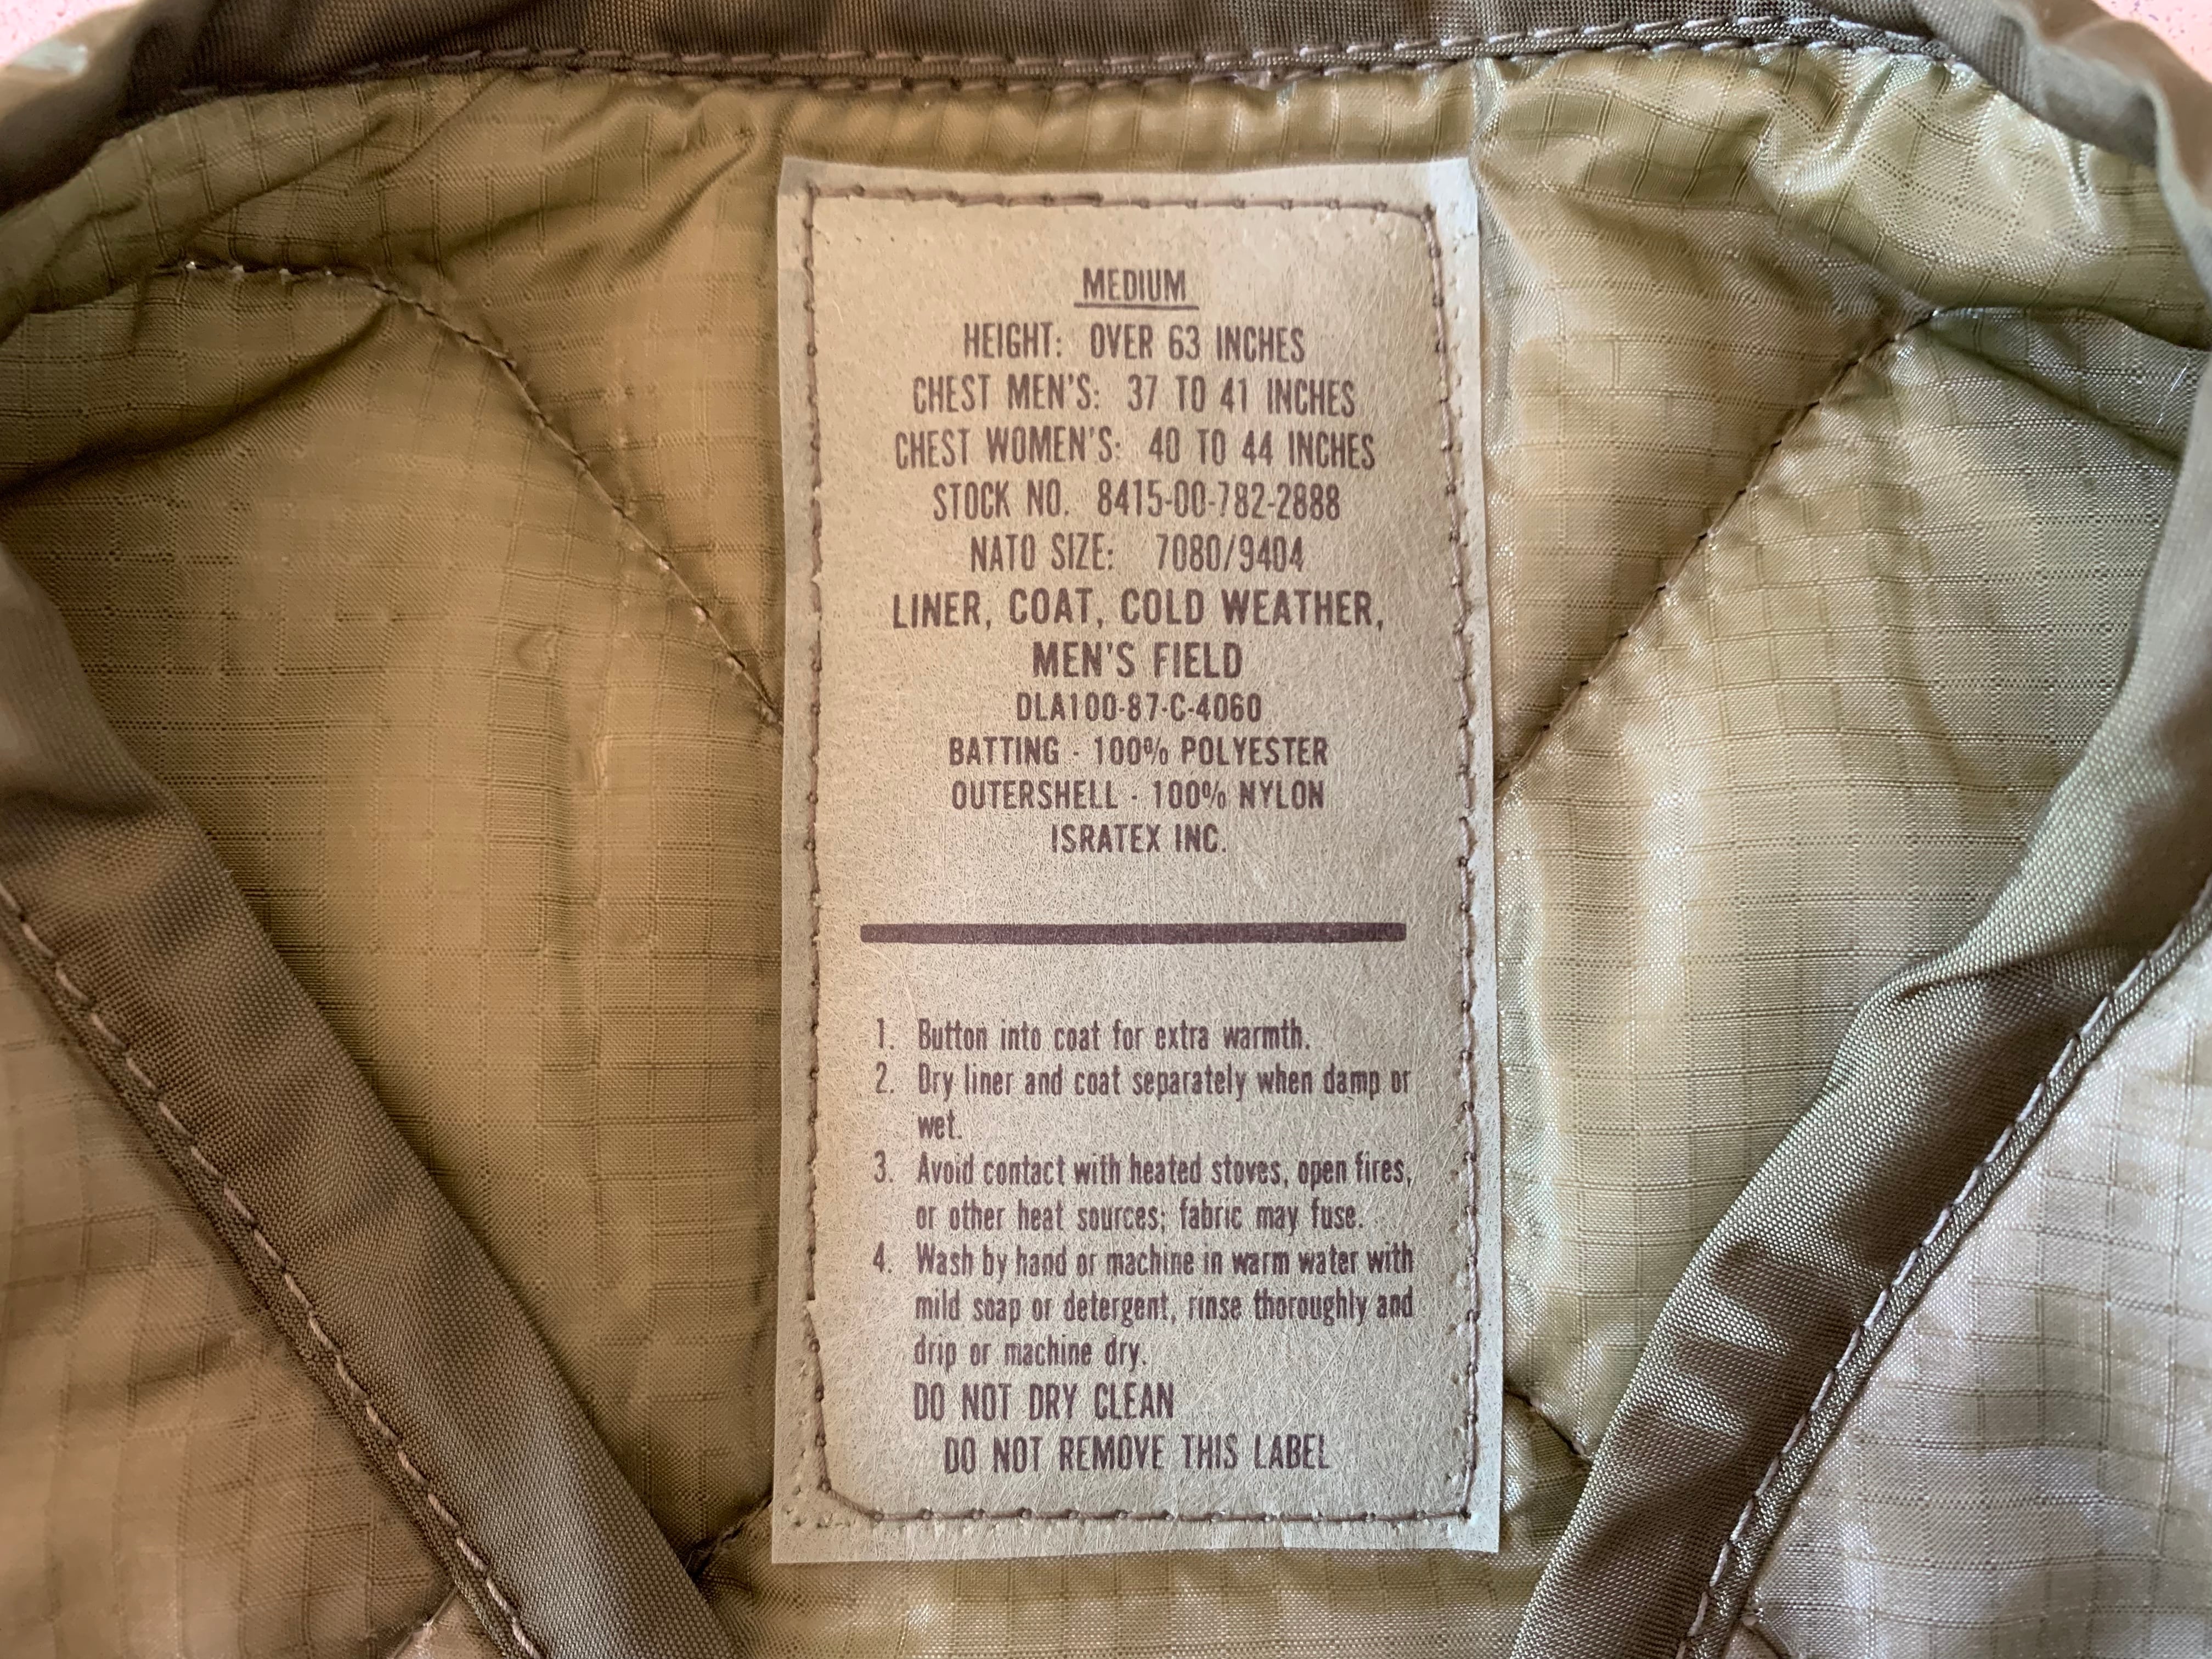 MEDIUM
HEIGHT: OVER 63 INCHES
CHEST MEN'S: 37 TO 41 INCHES
CHEST WOMEN'S: 40 TO 44 INCHES
STOCK NO. 8415-00-782-2888
NATO SIZE: 7080/9404
LINER, COAT, COLD WEATHER,
MEN'S FIELD
DLA100-87-C-4060
BATTING - 100% POLYESTER
OUTERSHELL - 100% NYLON
ISRATEX INC.
1. Button into coat for extra warmth.
2. Dry liner and coat separately when damp or
wet.
3. Avoid contact with heated stoves, open fires,
or other heat sources; fabric may fuse.
4. Wash by hand or machine in warm water with
mild soap or detergent, rinse thoroughly and
drip or machine dry.
DO NOT DRY CLEAN
DO NOT REMOVE THIS LABEL